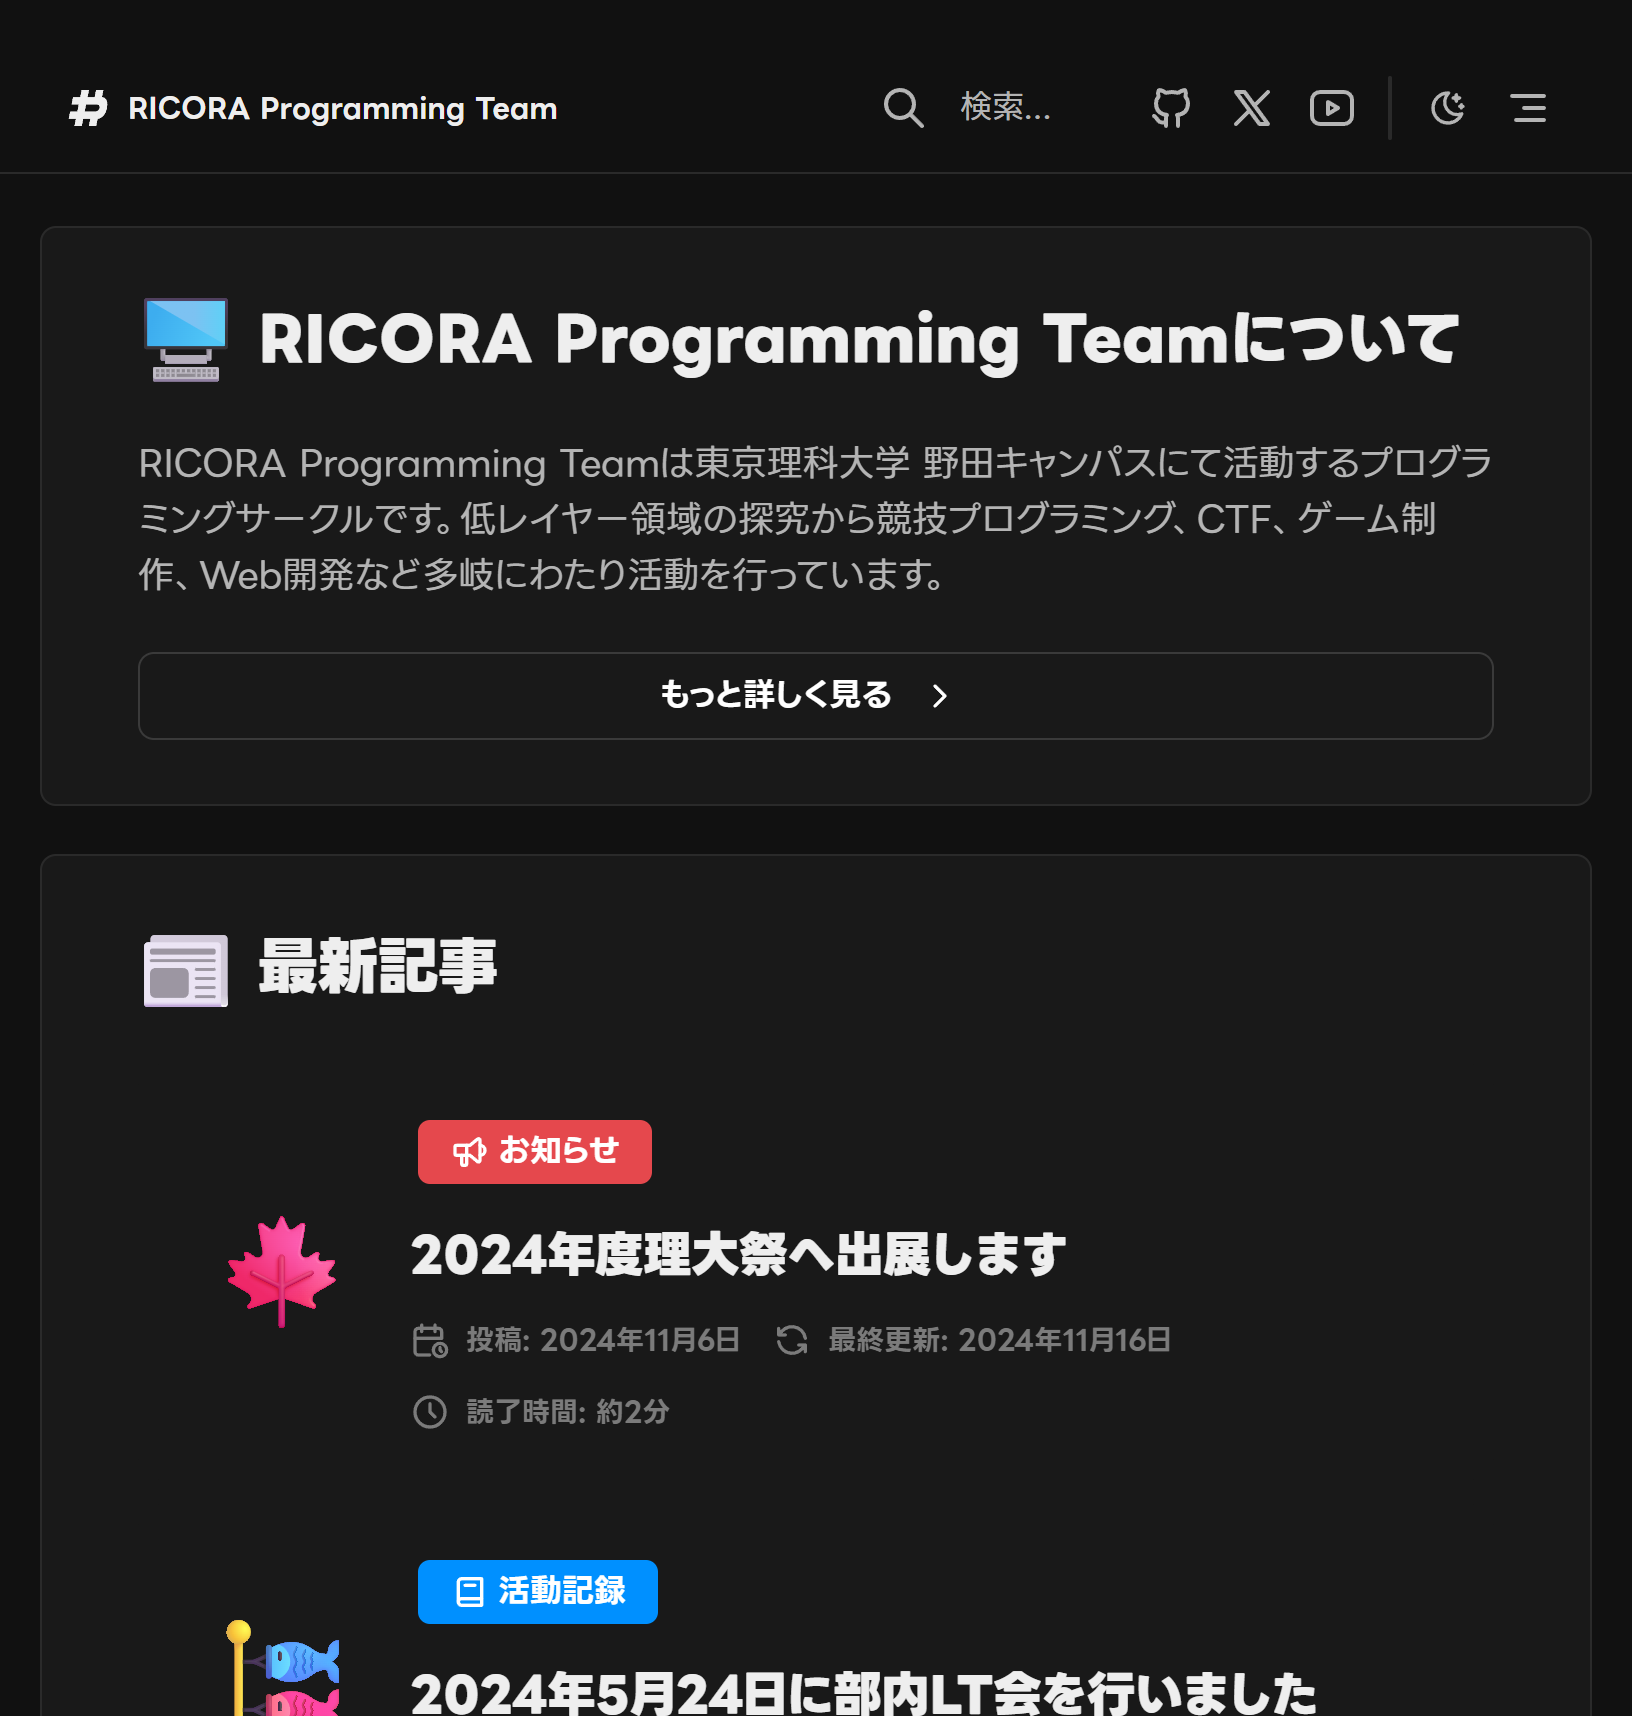 RICORA Programming Team
検索...
RICORA Programming Teamについて
RICORA Programming Teamは東京理科大学 野田キャンパスにて活動するプログラ
ミングサークルです。低レイヤー領域の探究から競技プログラミング、CTF、ゲーム制
作、Web開発など多岐にわたり活動を行っています。
もっと詳しく見る
最新記事
お知らせ
2024年度理大祭へ出展します
投稿: 2024年11月6日 最終更新: 2024年11月16日
読了時間: 約2分
活動記録
2024年5月24日に部内LT会を行いました